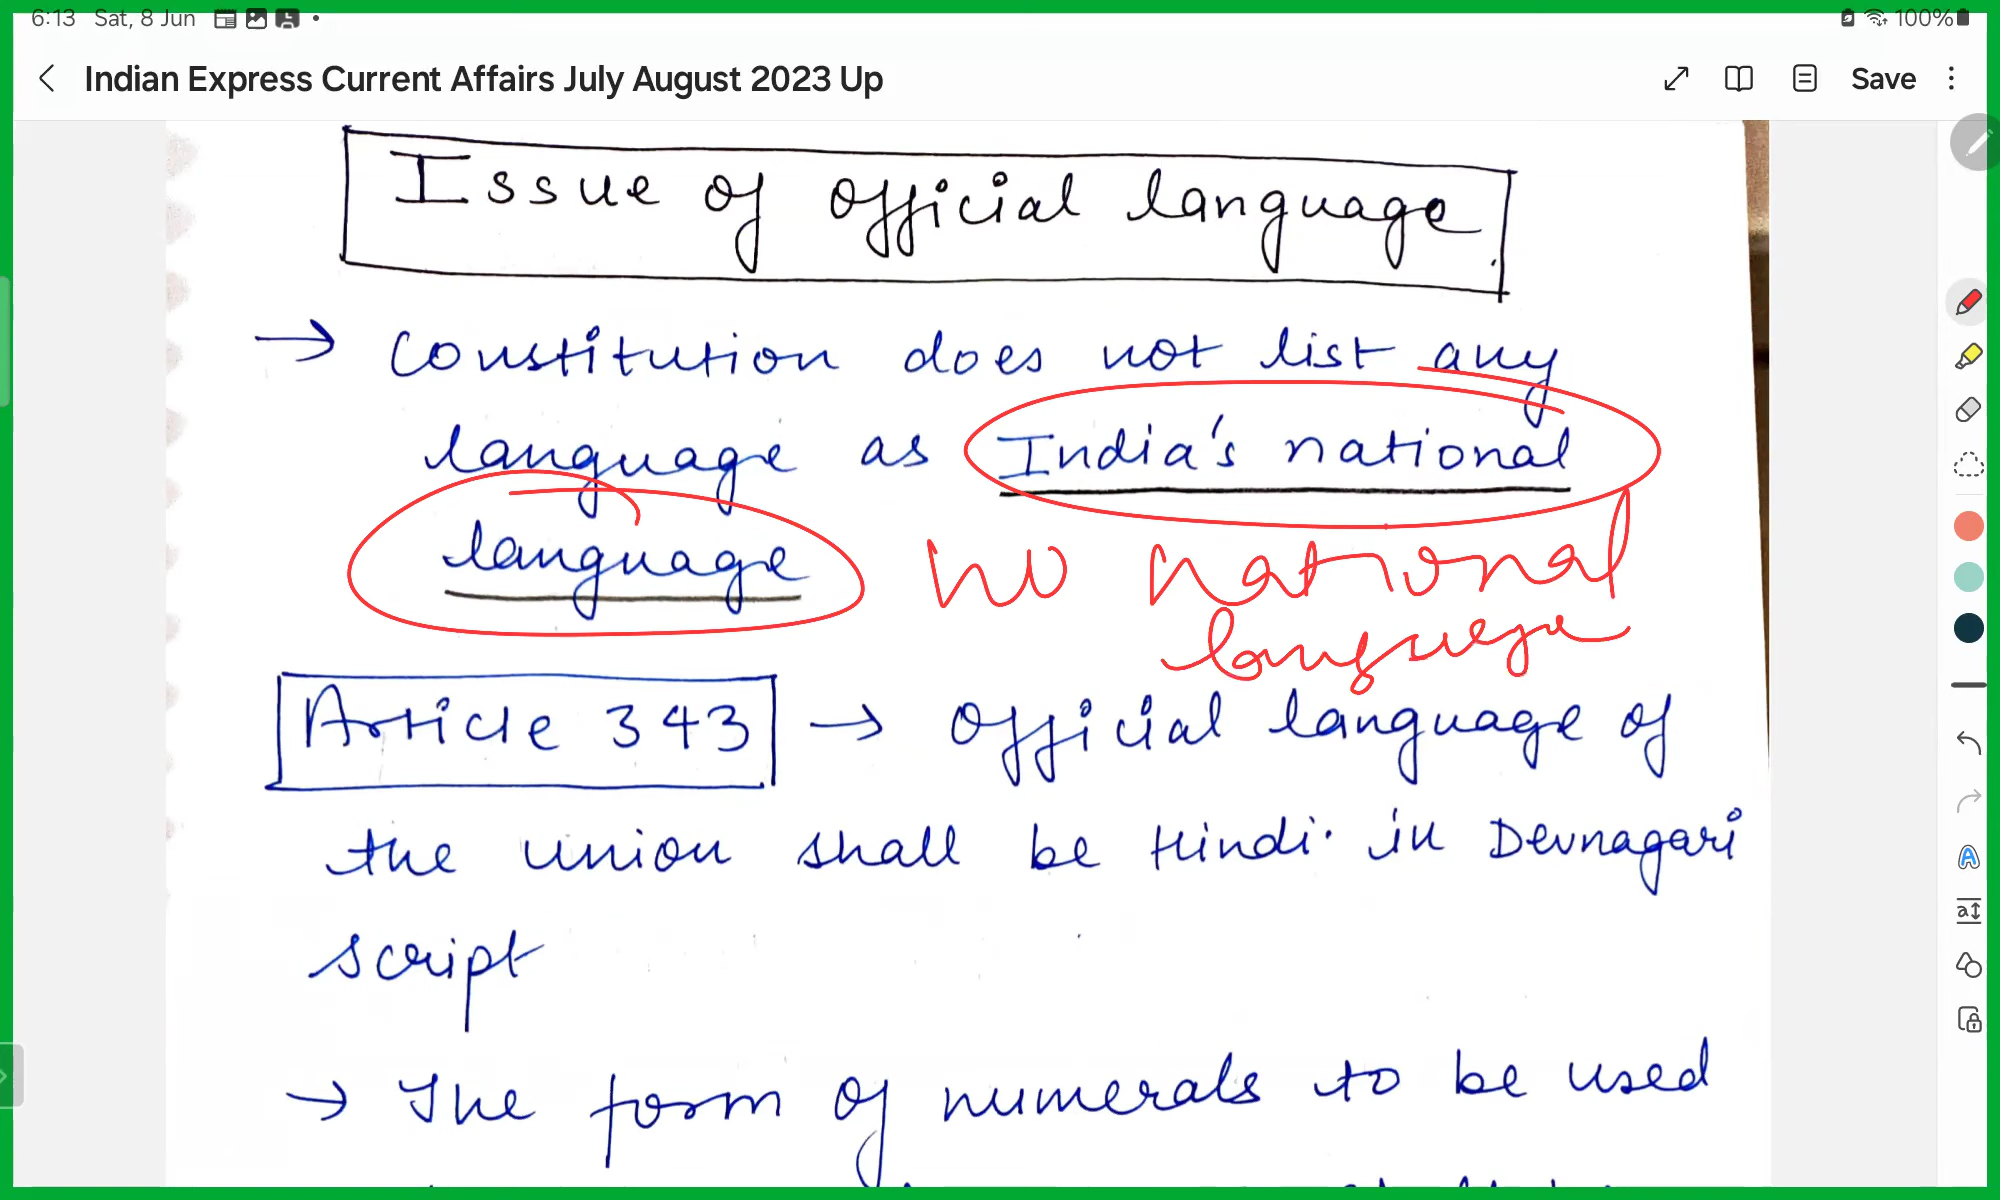 6:13 Sat, 8 Jun
100%
Indian Express Current Affairs July August 2023 Up
Save
Issue of official language
→ Constitution does not list any
language as India's national
language no national
language
Article 343 → Official language of
the union shall be Hindi in Devnagari
script
→ The form of numerals to be used